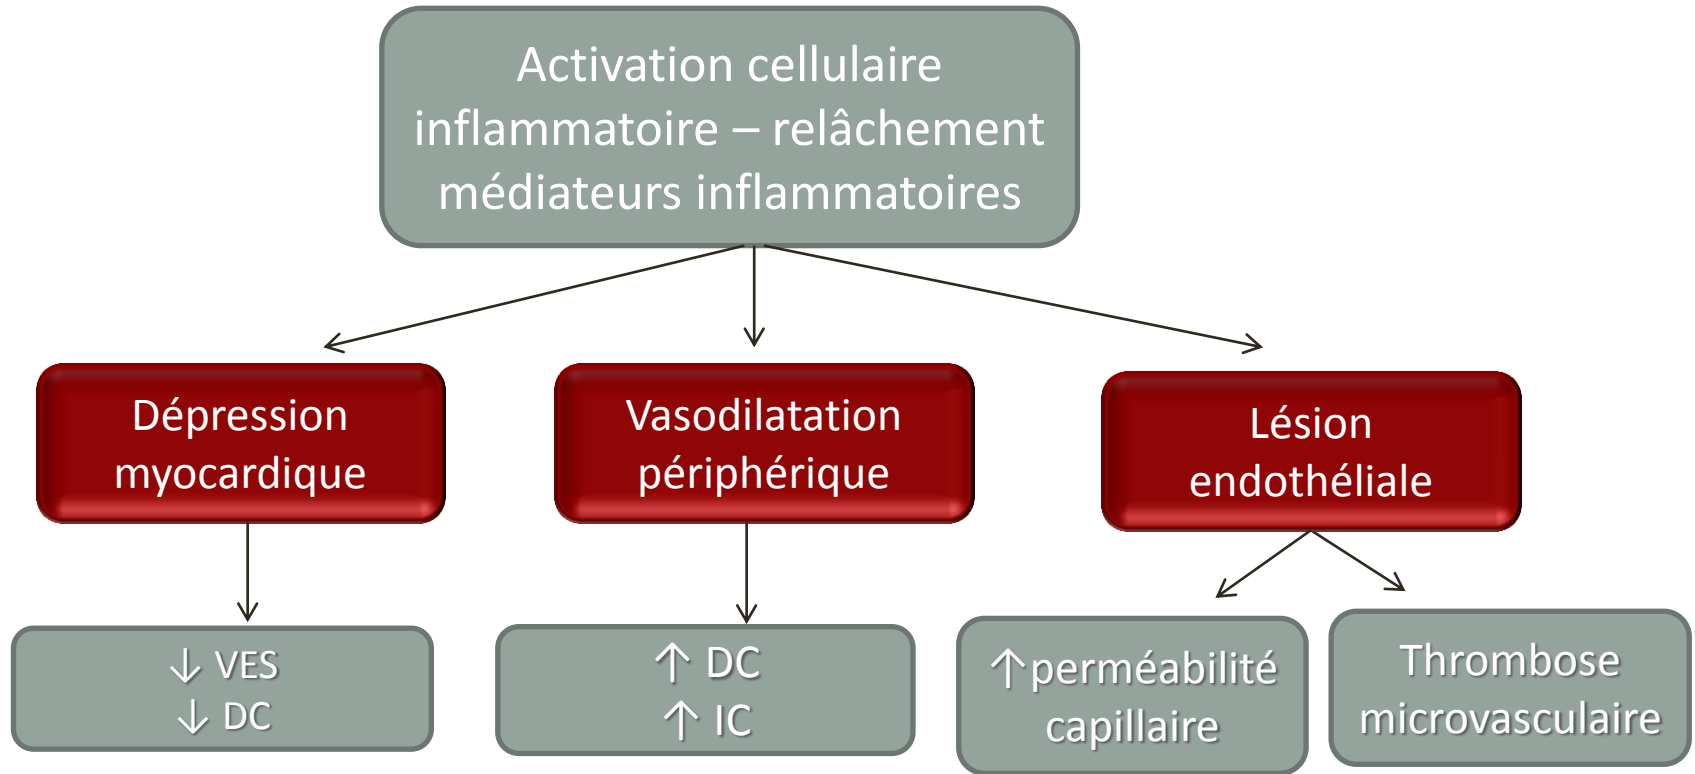 Activation cellulaire
inflammatoire – relâchement
médiateurs inflammatoires
Dépression
myocardique
Vasodilatation
périphérique
Lésion
endothéliale
↓ VES
↓ DC
↑ DC
↑ IC
↑perméabilité
capillaire
Thrombose
microvasculaire